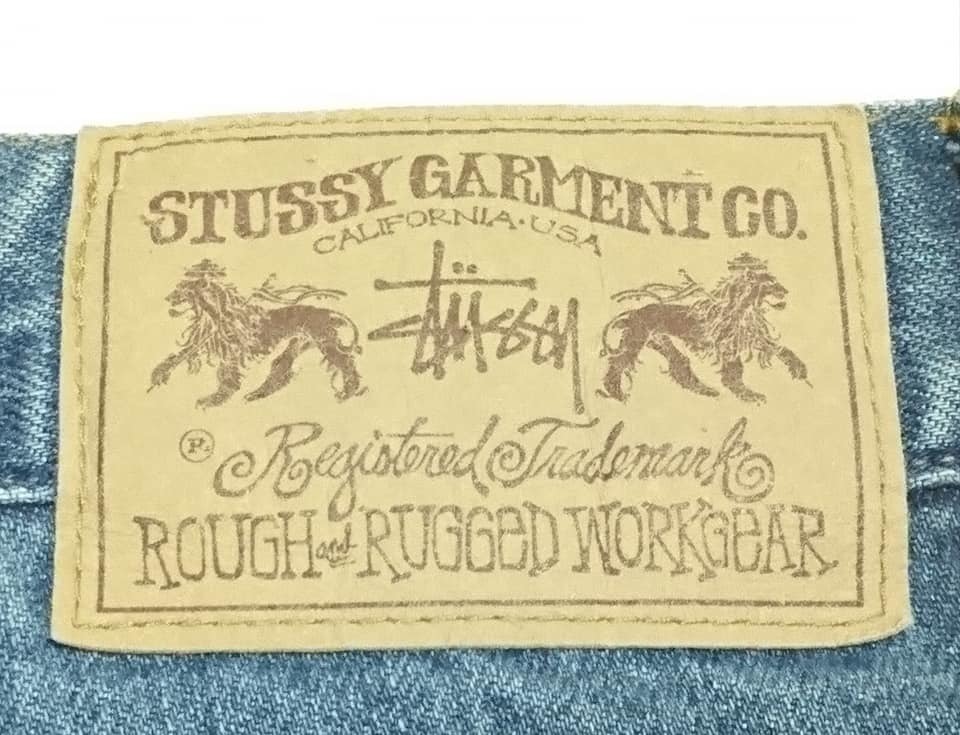 STUSSY GARMENT CO.
CALIFORNIA·USA
stüssy
® Registered Trademark
ROUGH and RUGGED WORKGEAR